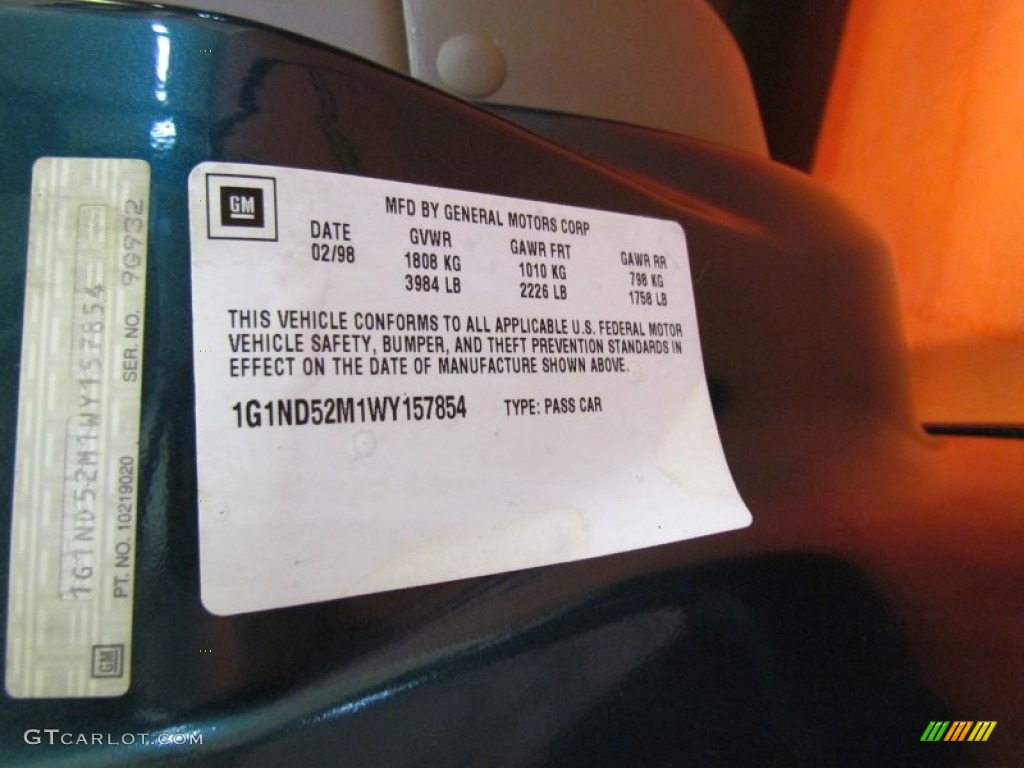 1G1ND52M1WY157854
PT. NO. 10219020 SER. NO. 9G932
GM
GM
MFD BY GENERAL MOTORS CORP
DATE GVWR GAWR FRT GAWR RR
02/98 1808 KG 1010 KG 798 KG
3984 LB 2226 LB 1758 LB
THIS VEHICLE CONFORMS TO ALL APPLICABLE U.S. FEDERAL MOTOR
VEHICLE SAFETY, BUMPER, AND THEFT PREVENTION STANDARDS IN
EFFECT ON THE DATE OF MANUFACTURE SHOWN ABOVE.
1G1ND52M1WY157854 TYPE: PASS CAR
GTCARLOT.COM